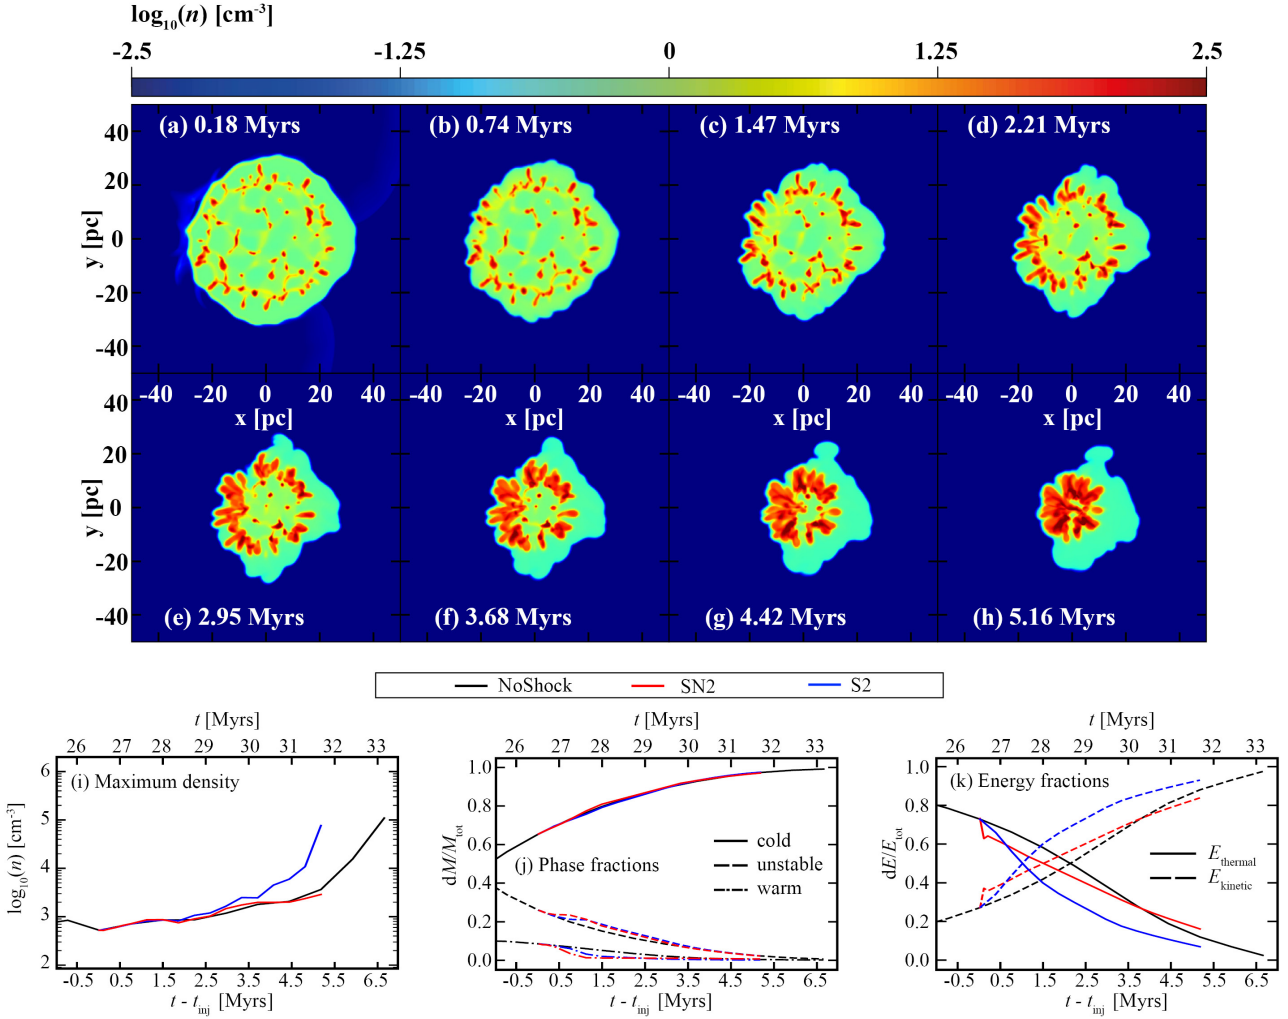 log10(n) [cm-3]
-2.5 -1.25 0 1.25 2.5
(a) 0.18 Myrs (b) 0.74 Myrs (c) 1.47 Myrs (d) 2.21 Myrs
40
20
0
-20
-40
y [pc]
-40 -20 0 20 40 -40 -20 0 20 40 -40 -20 0 20 40 -40 -20 0 20 40
x [pc] x [pc] x [pc] x [pc]
40
20
0
-20
-40
y [pc]
(e) 2.95 Myrs (f) 3.68 Myrs (g) 4.42 Myrs (h) 5.16 Myrs
NoShock SN2 S2
t [Myrs]
26 27 28 29 30 31 32 33
(i) Maximum density
6
5
4
3
2
log10(n) [cm-3]
-0.5 0.5 1.5 2.5 3.5 4.5 5.5 6.5
t - tinj [Myrs]
t [Myrs]
26 27 28 29 30 31 32 33
1.0
0.8
0.6
0.4
0.2
0.0
dM/Mtot
cold
(j) Phase fractions
unstable
warm
-0.5 0.5 1.5 2.5 3.5 4.5 5.5 6.5
t - tinj [Myrs]
t [Myrs]
26 27 28 29 30 31 32 33
(k) Energy fractions
1.0
0.8
0.6
0.4
0.2
0.0
dE/Etot
Ethermal
Ekinetic
-0.5 0.5 1.5 2.5 3.5 4.5 5.5 6.5
t - tinj [Myrs]